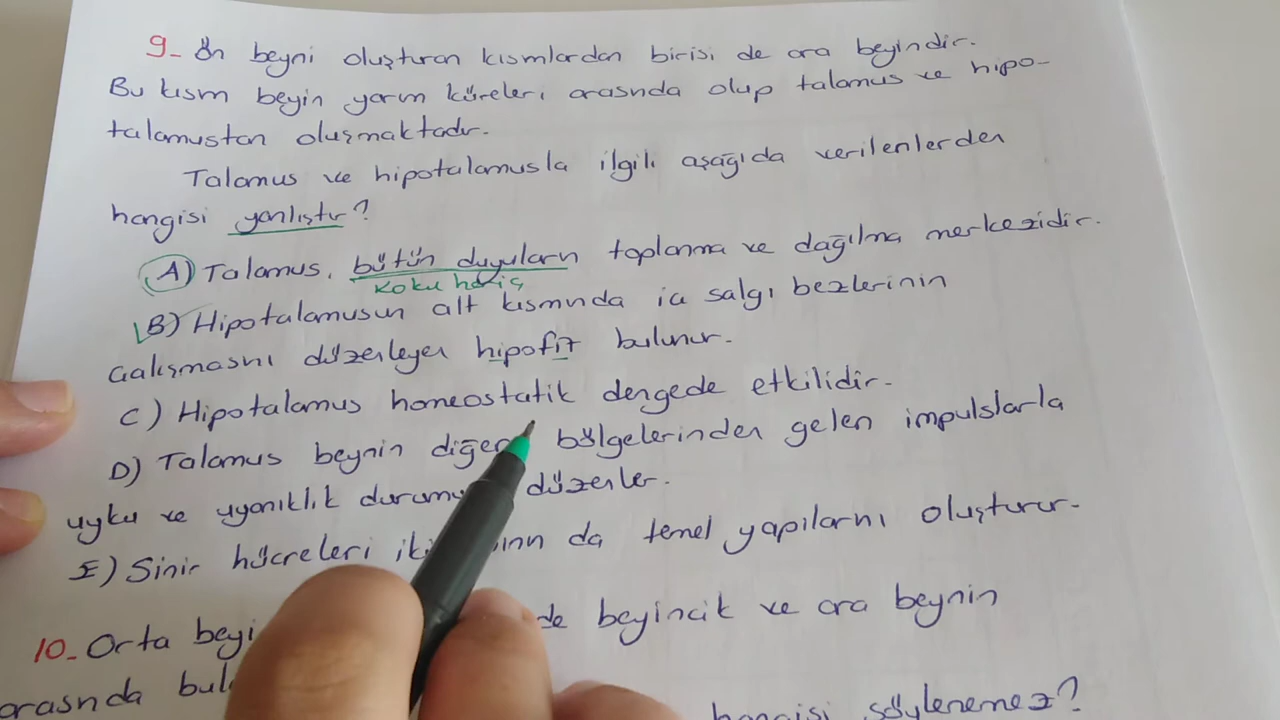 9- Ön beyni oluşturan kısımlardan birisi de ara beyindir.
Bu kısım beyin yarım küreleri arasında olup talamus ve hipo-
talamustan oluşmaktadır.
Talamus ve hipotalamusla ilgili aşağıda verilenlerden
hangisi yanlıştır?
A) Talamus, bütün duyuların toplanma ve dağılma merkezidir.
koku hariç
B) Hipotalamusun alt kısmında iç salgı bezlerinin
çalışmasını düzenleyen hipofiz bulunur.
C) Hipotalamus homeostatik dengede etkilidir.
D) Talamus beynin diğer bölgelerinden gelen impulslarla
uyku ve uyanıklık durumu düzenler.
E) Sinir hücreleri da temel yapılarını oluşturur.
10- Orta beyi de beyincik ve ara beynin
arasında bulu hangisi söylenemez?